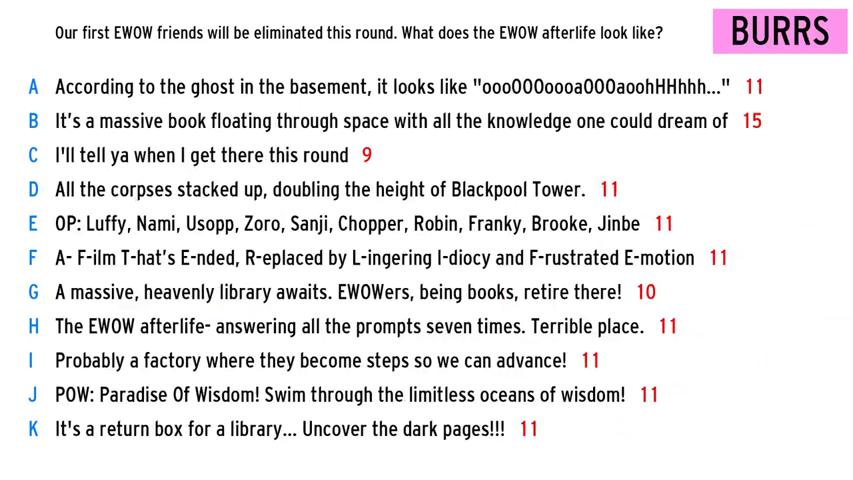 Our first EWOW friends will be eliminated this round. What does the EWOW afterlife look like?
BURRS
A According to the ghost in the basement, it looks like "oooOOOoooaOOOaoohHHhhh..." 11
B It's a massive book floating through space with all the knowledge one could dream of 15
C I'll tell ya when I get there this round 9
D All the corpses stacked up, doubling the height of Blackpool Tower. 11
E OP: Luffy, Nami, Usopp, Zoro, Sanji, Chopper, Robin, Franky, Brooke, Jinbe 11
F A- F-ilm T-hat's E-nded, R-eplaced by L-ingering I-diocy and F-rustrated E-motion 11
G A massive, heavenly library awaits. EWOWers, being books, retire there! 10
H The EWOW afterlife- answering all the prompts seven times. Terrible place. 11
I Probably a factory where they become steps so we can advance! 11
J POW: Paradise Of Wisdom! Swim through the limitless oceans of wisdom! 11
K It's a return box for a library... Uncover the dark pages!!! 11